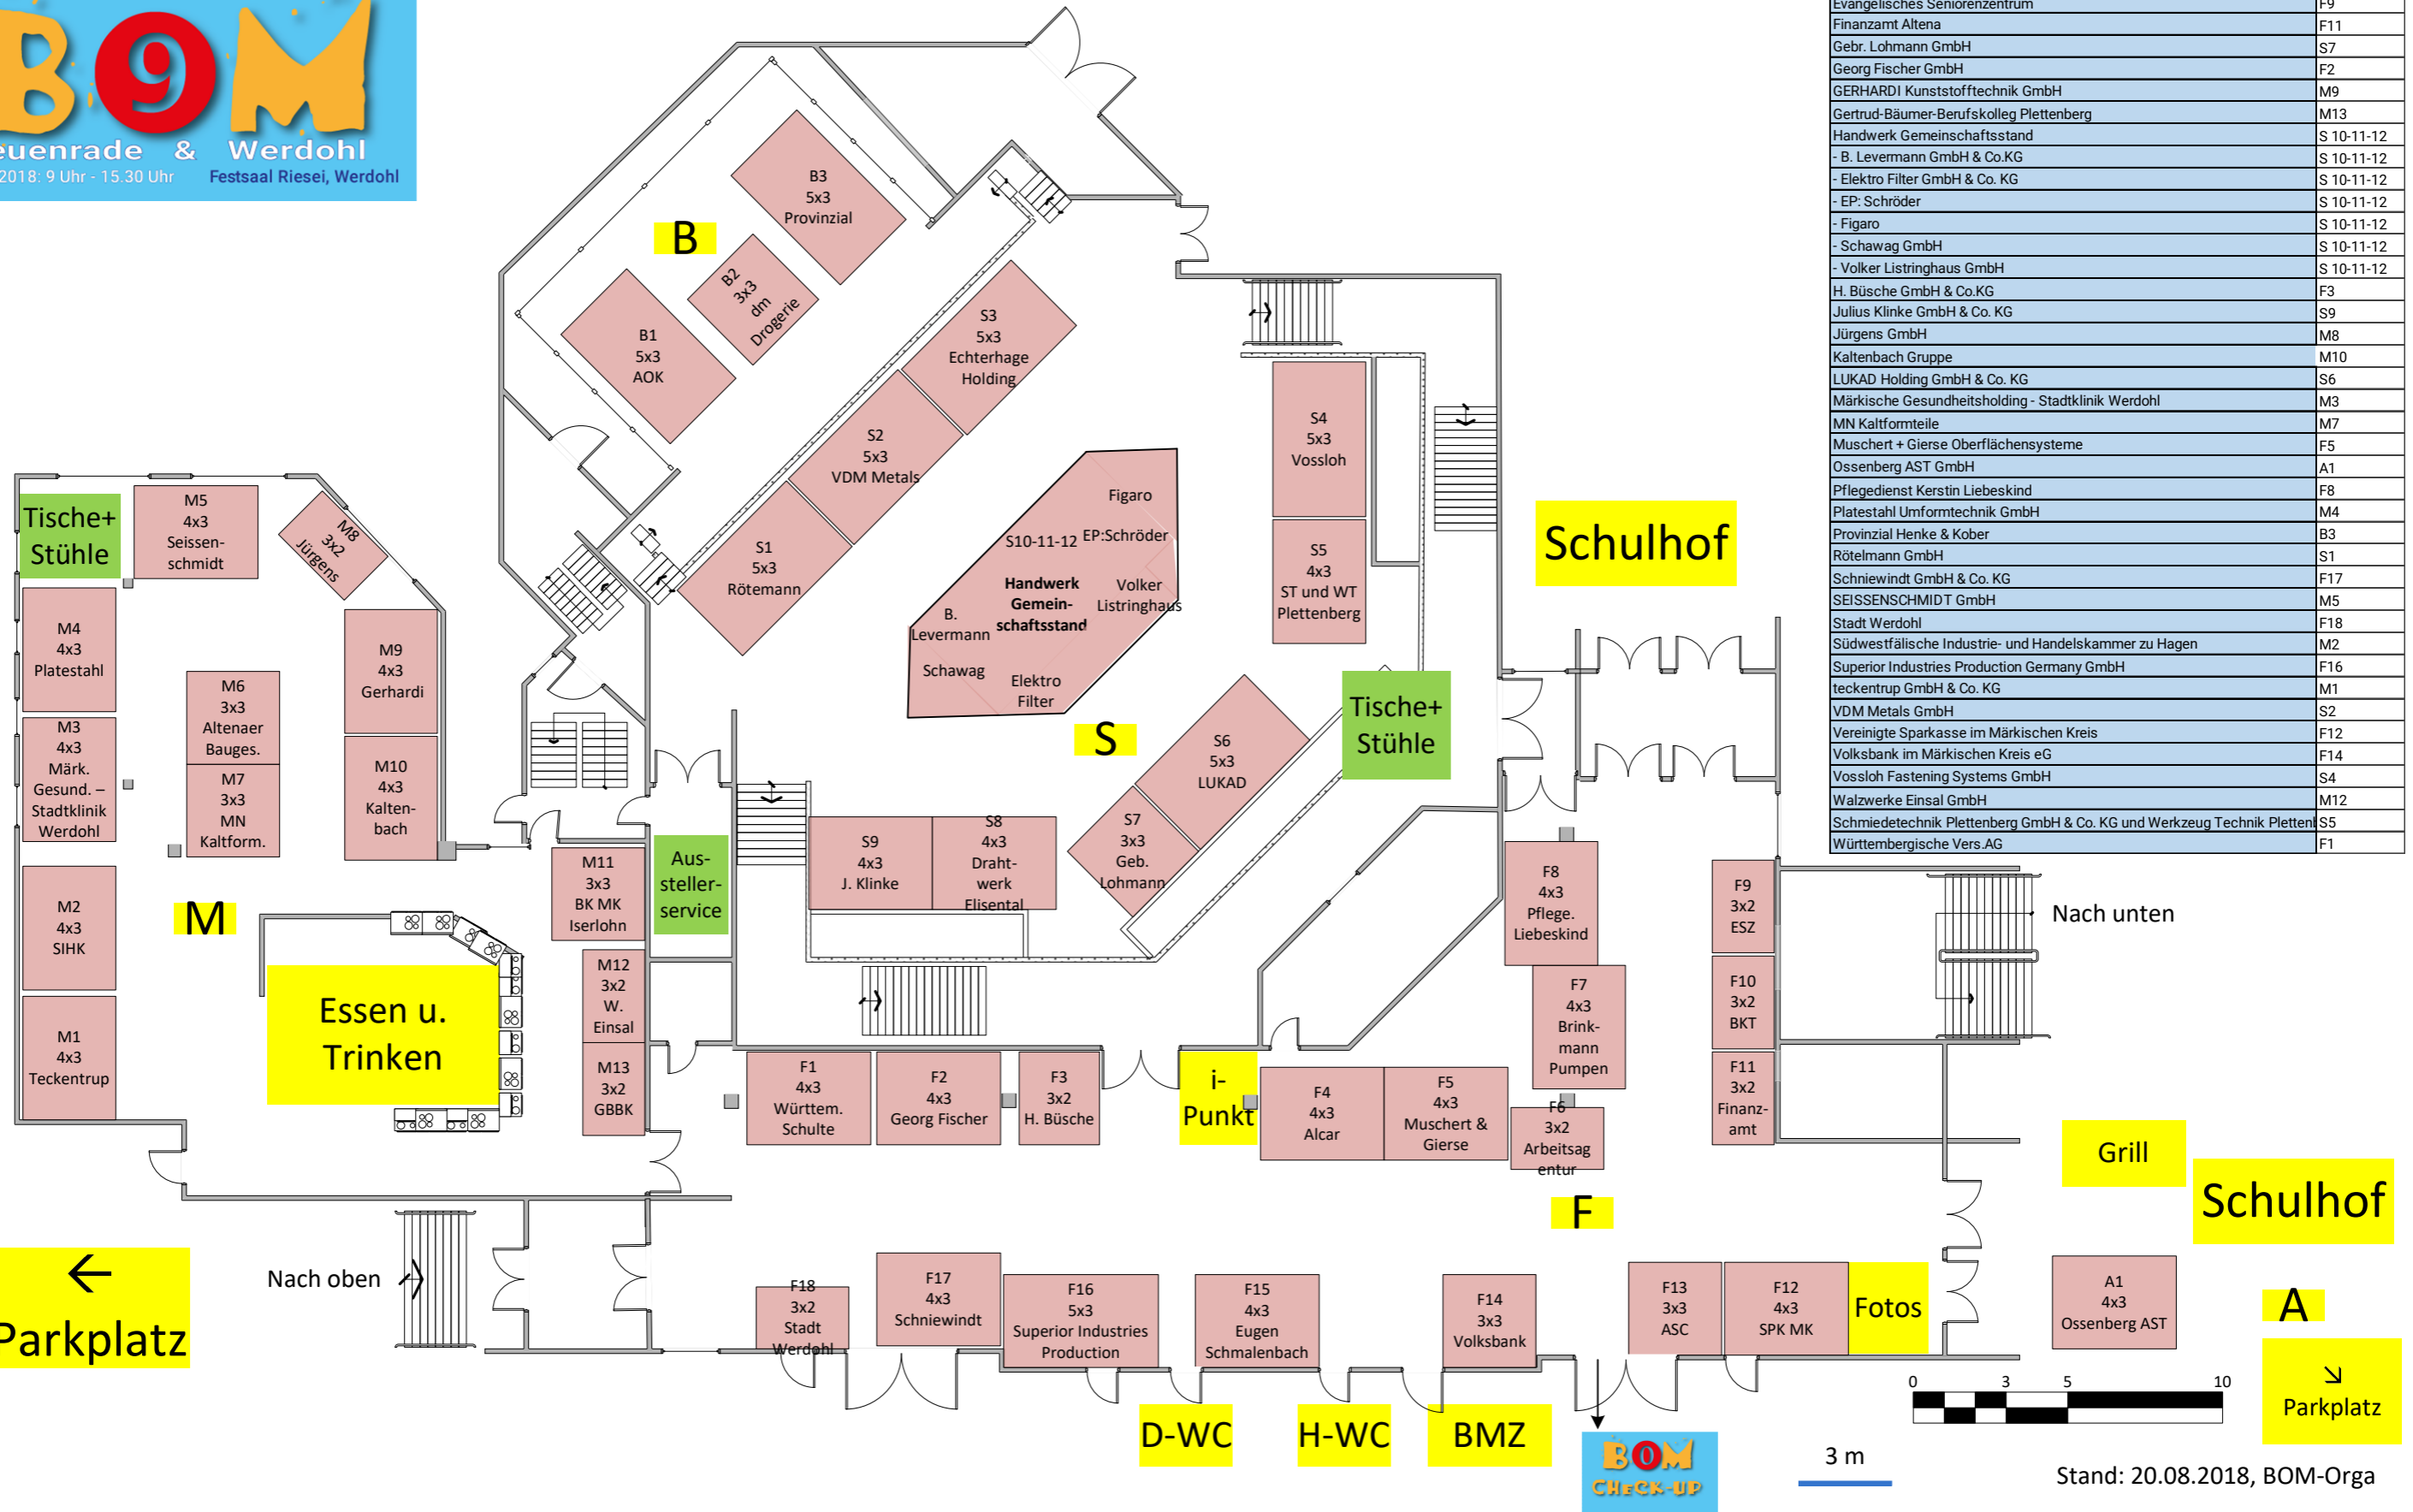 BOM
9
euenrade & Werdohl
2018: 9 Uhr - 15.30 Uhr Festsaal Riesei, Werdohl
Evangelisches Seniorenzentrum F9
Finanzamt Altena F11
Gebr. Lohmann GmbH S7
Georg Fischer GmbH F2
GERHARDI Kunststofftechnik GmbH M9
Gertrud-Bäumer-Berufskolleg Plettenberg M13
Handwerk Gemeinschaftsstand S 10-11-12
- B. Levermann GmbH & Co.KG S 10-11-12
- Elektro Filter GmbH & Co. KG S 10-11-12
- EP: Schröder S 10-11-12
- Figaro S 10-11-12
- Schawag GmbH S 10-11-12
- Volker Listringhaus GmbH S 10-11-12
H. Büsche GmbH & Co.KG F3
Julius Klinke GmbH & Co. KG S9
Jürgens GmbH M8
Kaltenbach Gruppe M10
LUKAD Holding GmbH & Co. KG S6
Märkische Gesundheitsholding - Stadtklinik Werdohl M3
MN Kaltformteile M7
Muschert + Gierse Oberflächensysteme F5
Ossenberg AST GmbH A1
Pflegedienst Kerstin Liebeskind F8
Platestahl Umformtechnik GmbH M4
Provinzial Henke & Kober B3
Rötelmann GmbH S1
Schniewindt GmbH & Co. KG F17
SEISSENSCHMIDT GmbH M5
Stadt Werdohl F18
Südwestfälische Industrie- und Handelskammer zu Hagen M2
Superior Industries Production Germany GmbH F16
teckentrup GmbH & Co. KG M1
VDM Metals GmbH S2
Vereinigte Sparkasse im Märkischen Kreis F12
Volksbank im Märkischen Kreis eG F14
Vossloh Fastening Systems GmbH S4
Walzwerke Einsal GmbH M12
Schmiedetechnik Plettenberg GmbH & Co. KG und Werkzeug Technik Plettenb S5
Württembergische Vers.AG F1
B
B3
5x3
Provinzial
B2
3x3
dm
Drogerie
B1
5x3
AOK
S3
5x3
Echterhage
Holding
S2
5x3
VDM Metals
S1
5x3
Rötemann
S4
5x3
Vossloh
S5
4x3
ST und WT
Plettenberg
Figaro
S10-11-12
EP:Schröder
Handwerk
Gemein-
schaftsstand
Volker
Listringhaus
B.
Levermann
Schawag
Elektro
Filter
S
S6
5x3
LUKAD
S7
3x3
Geb.
Lohmann
S8
4x3
Draht-
werk
Elisental
S9
4x3
J. Klinke
Tische+
Stühle
Schulhof
Tische+
Stühle
M5
4x3
Seissen-
schmidt
M8
3x2
Jürgens
M4
4x3
Platestahl
M9
4x3
Gerhardi
M6
3x3
Altenaer
Bauges.
M3
4x3
Märk.
Gesund. –
Stadtklinik
Werdohl
M7
3x3
MN
Kaltform.
M10
4x3
Kalten-
bach
M2
4x3
SIHK
M
M11
3x3
BK MK
Iserlohn
Aus-
steller-
service
M1
4x3
Teckentrup
Essen u.
Trinken
M12
3x2
W.
Einsal
M13
3x2
GBBK
F1
4x3
Württem.
Schulte
F2
4x3
Georg Fischer
F3
3x2
H. Büsche
i-
Punkt
F4
4x3
Alcar
F5
4x3
Muschert &
Gierse
F6
3x2
Arbeitsag
entur
F7
4x3
Brink-
mann
Pumpen
F8
4x3
Pflege.
Liebeskind
F9
3x2
ESZ
F10
3x2
BKT
F11
3x2
Finanz-
amt
Nach unten
Grill
Schulhof
F
← 
Parkplatz
Nach oben
F18
3x2
Stadt
Werdohl
F17
4x3
Schniewindt
F16
5x3
Superior Industries
Production
F15
4x3
Eugen
Schmalenbach
F14
3x3
Volksbank
F13
3x3
ASC
F12
4x3
SPK MK
Fotos
A1
4x3
Ossenberg AST
A
↘
Parkplatz
D-WC
H-WC
BMZ
BOM
CHECK-UP
0 3 5 10
3 m
Stand: 20.08.2018, BOM-Orga